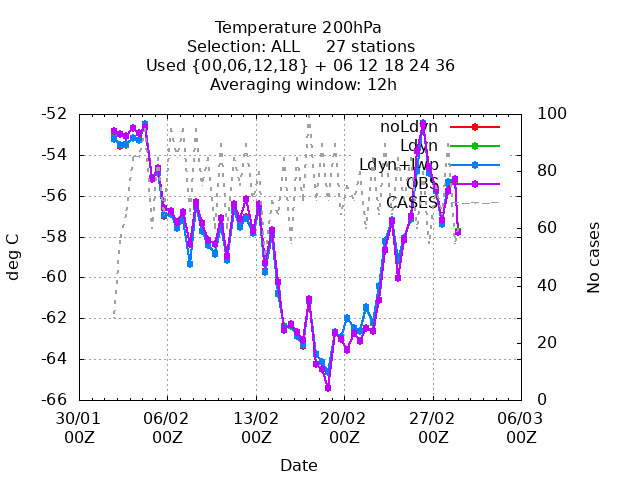 Temperature 200hPa
Selection: ALL     27 stations
Used {00,06,12,18} + 06 12 18 24 36
Averaging window: 12h
-52
-54
-56
-58
-60
-62
-64
-66
deg C
100
80
60
40
20
0
No cases
noLdyn
Ldyn
Ldyn+lwp
OBS
CASES
30/01 06/02 13/02 20/02 27/02 06/03
00Z 00Z 00Z 00Z 00Z 00Z
Date